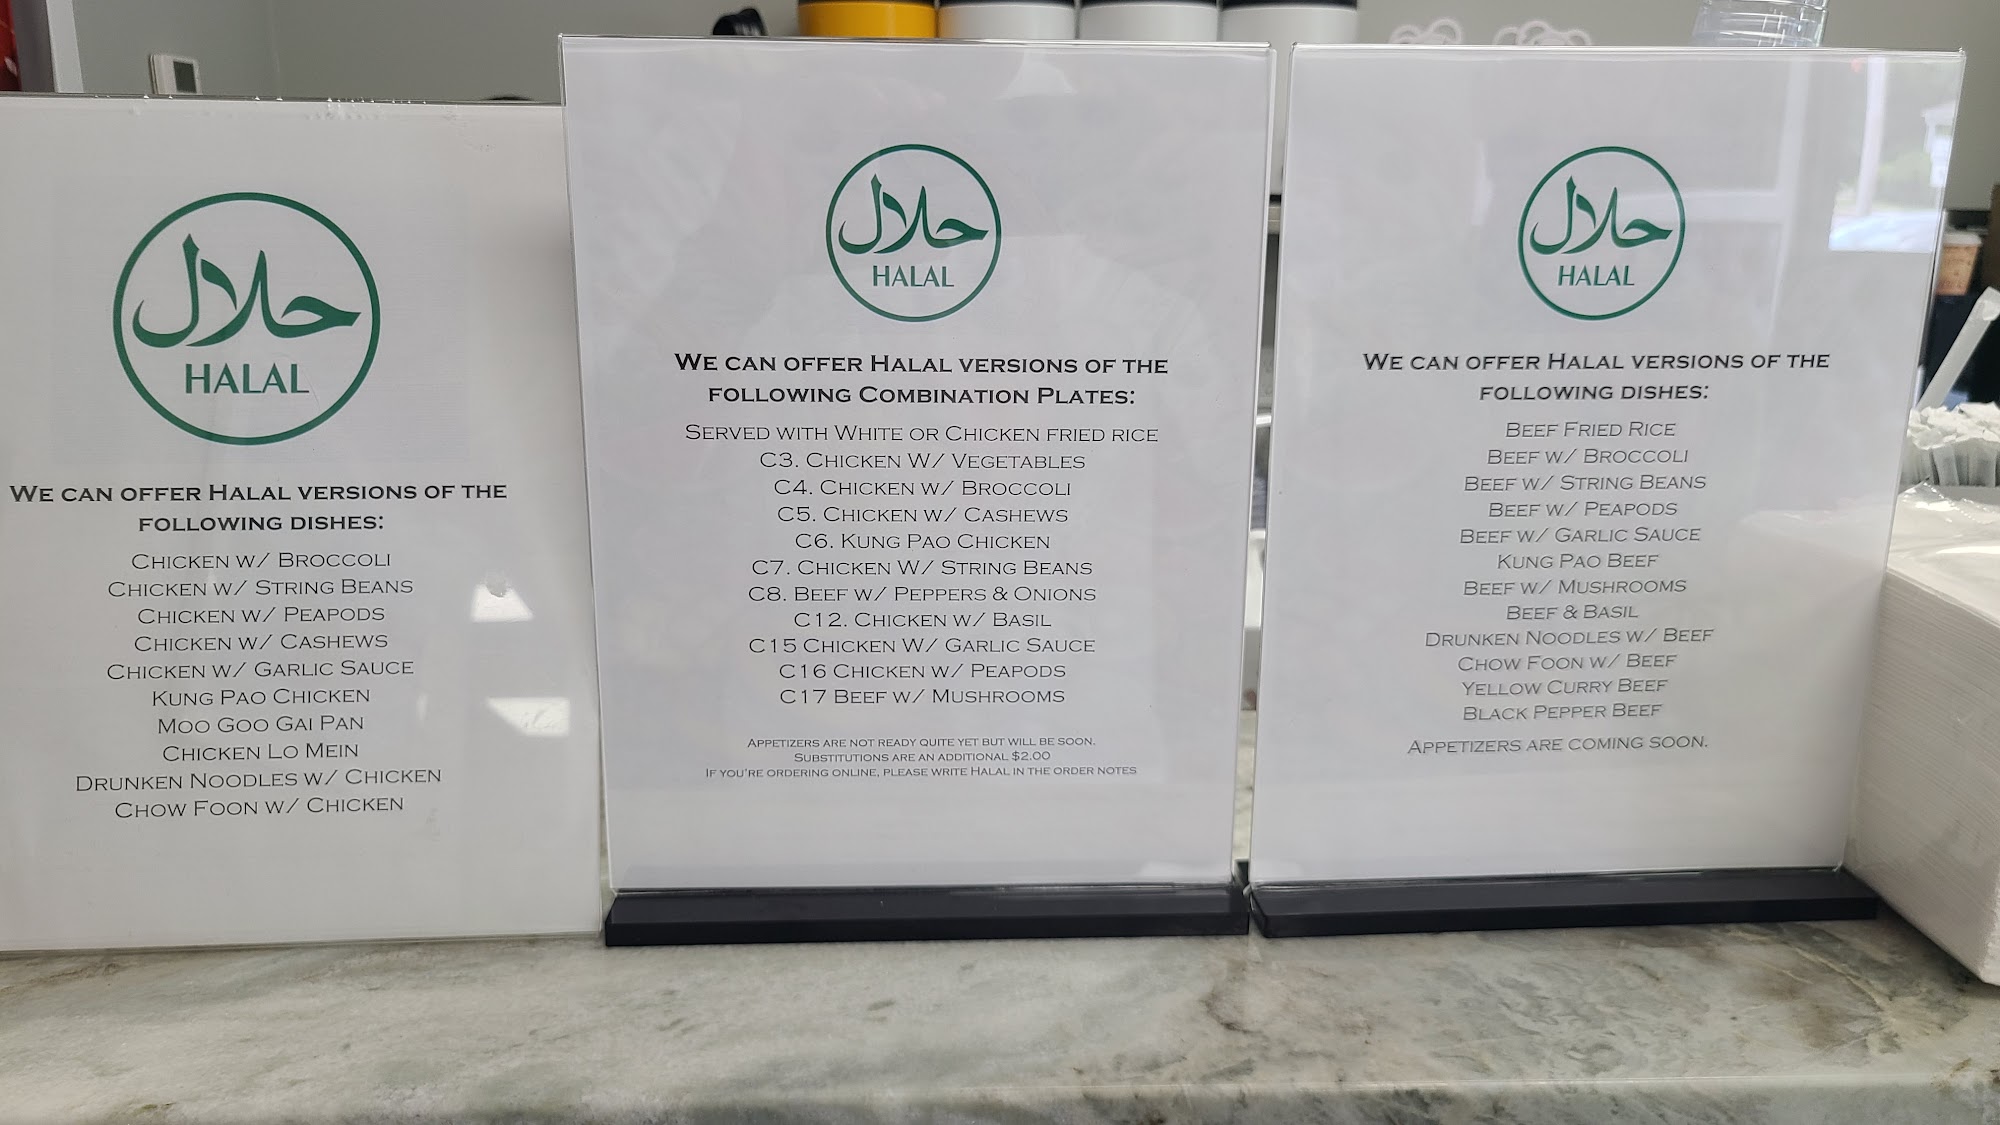 حلال
HALAL
WE CAN OFFER HALAL VERSIONS OF THE
FOLLOWING DISHES:
CHICKEN W/ BROCCOLI
CHICKEN W/ STRING BEANS
CHICKEN W/ PEAPODS
CHICKEN W/ CASHEWS
CHICKEN W/ GARLIC SAUCE
KUNG PAO CHICKEN
MOO GOO GAI PAN
CHICKEN LO MEIN
DRUNKEN NOODLES W/ CHICKEN
CHOW FOON W/ CHICKEN
حلال
HALAL
WE CAN OFFER HALAL VERSIONS OF THE
FOLLOWING COMBINATION PLATES:
SERVED WITH WHITE OR CHICKEN FRIED RICE
C3. CHICKEN W/ VEGETABLES
C4. CHICKEN W/ BROCCOLI
C5. CHICKEN W/ CASHEWS
C6. KUNG PAO CHICKEN
C7. CHICKEN W/ STRING BEANS
C8. BEEF W/ PEPPERS & ONIONS
C12. CHICKEN W/ BASIL
C15 CHICKEN W/ GARLIC SAUCE
C16 CHICKEN W/ PEAPODS
C17 BEEF W/ MUSHROOMS
APPETIZERS ARE NOT READY QUITE YET BUT WILL BE SOON.
SUBSTITUTIONS ARE AN ADDITIONAL $2.00
IF YOU'RE ORDERING ONLINE, PLEASE WRITE HALAL IN THE ORDER NOTES
حلال
HALAL
WE CAN OFFER HALAL VERSIONS OF THE
FOLLOWING DISHES:
BEEF FRIED RICE
BEEF W/ BROCCOLI
BEEF W/ STRING BEANS
BEEF W/ PEAPODS
BEEF W/ GARLIC SAUCE
KUNG PAO BEEF
BEEF W/ MUSHROOMS
BEEF & BASIL
DRUNKEN NOODLES W/ BEEF
CHOW FOON W/ BEEF
YELLOW CURRY BEEF
BLACK PEPPER BEEF
APPETIZERS ARE COMING SOON.